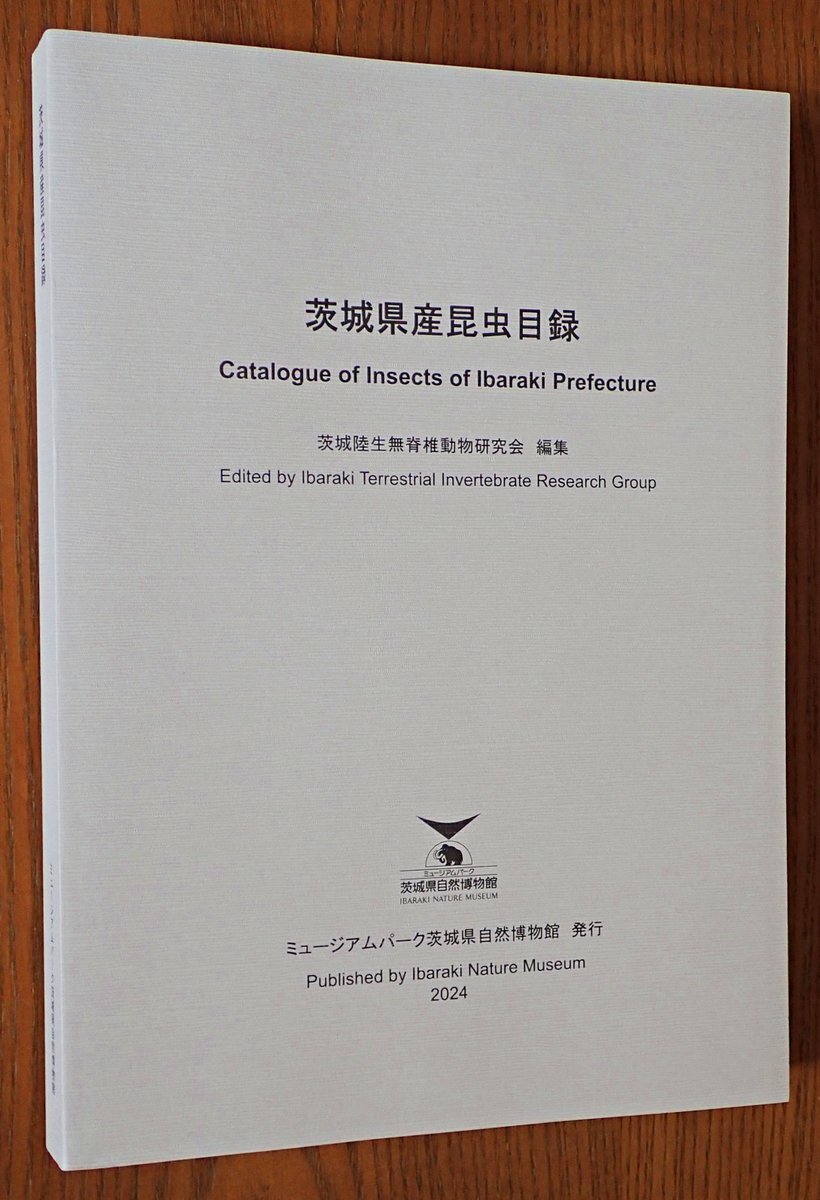 茨城県産昆虫目録
Catalogue of Insects of Ibaraki Prefecture
茨城陸生無脊椎動物研究会 編集
Edited by Ibaraki Terrestrial Invertebrate Research Group
ミュージアムパーク
茨城県自然博物館
IBARAKI NATURE MUSEUM
ミュージアムパーク茨城県自然博物館 発行
Published by Ibaraki Nature Museum
2024